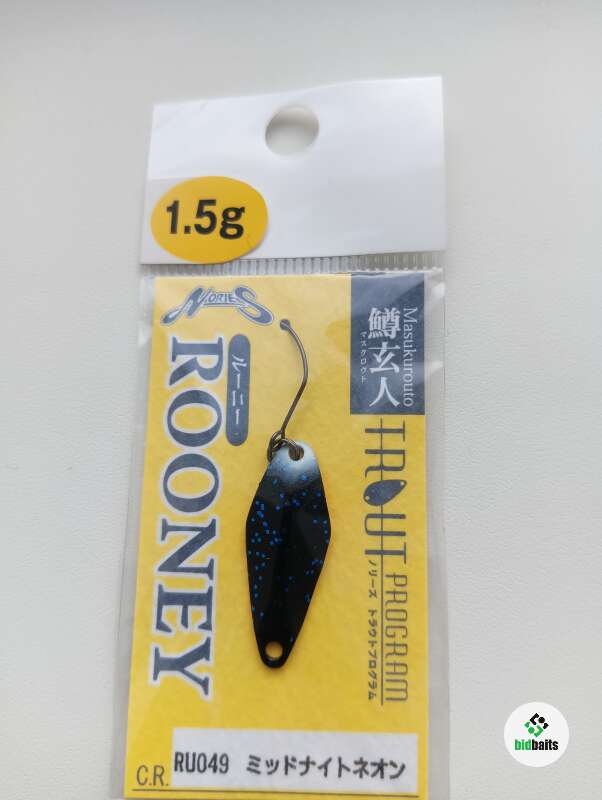 1.5g
NORIES
ルーニー
ROONEY
Masukurouto
鱒玄人
マスクロウト
TROUT PROGRAM
ノリーズ トラウトプログラム
C.R. RU049 ミッドナイトネオン
bidbaits